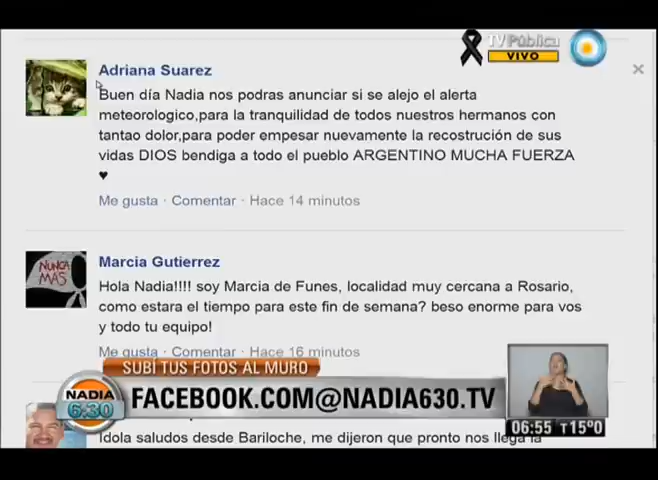 TV Pública
VIVO
Adriana Suarez
Buen día Nadia nos podras anunciar si se alejo el alerta
meteorologico,para la tranquilidad de todos nuestros hermanos con
tantao dolor,para poder empesar nuevamente la recostrución de sus
vidas DIOS bendiga a todo el pueblo ARGENTINO MUCHA FUERZA
♥
Me gusta · Comentar · Hace 14 minutos
Marcia Gutierrez
NUNCA
MAS
Hola Nadia!!!! soy Marcia de Funes, localidad muy cercana a Rosario,
como estara el tiempo para este fin de semana? beso enorme para vos
y todo tu equipo!
Me gusta · Comentar · Hace 16 minutos
SUBÍ TUS FOTOS AL MURO
NADIA
6:30
FACEBOOK.COM@NADIA630.TV
06:55 T15º0
Idola saludos desde Bariloche, me dijeron que pronto nos llega la